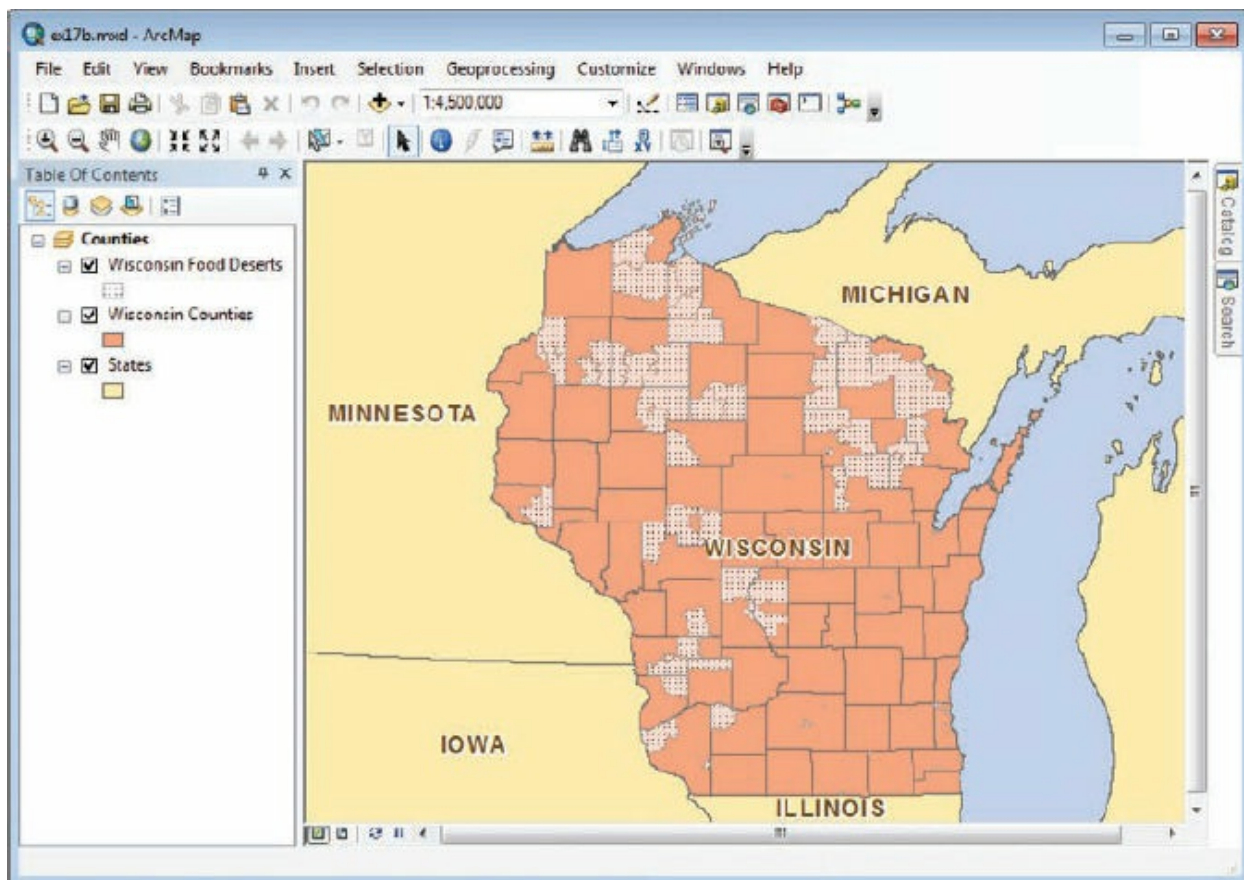 ex17b.mxd - ArcMap
File Edit View Bookmarks Insert Selection Geoprocessing Customize Windows Help
1:4,500,000
Table Of Contents
Counties
Wisconsin Food Deserts
Wisconsin Counties
States
MICHIGAN
MINNESOTA
WISCONSIN
IOWA
ILLINOIS
Catalog
Search